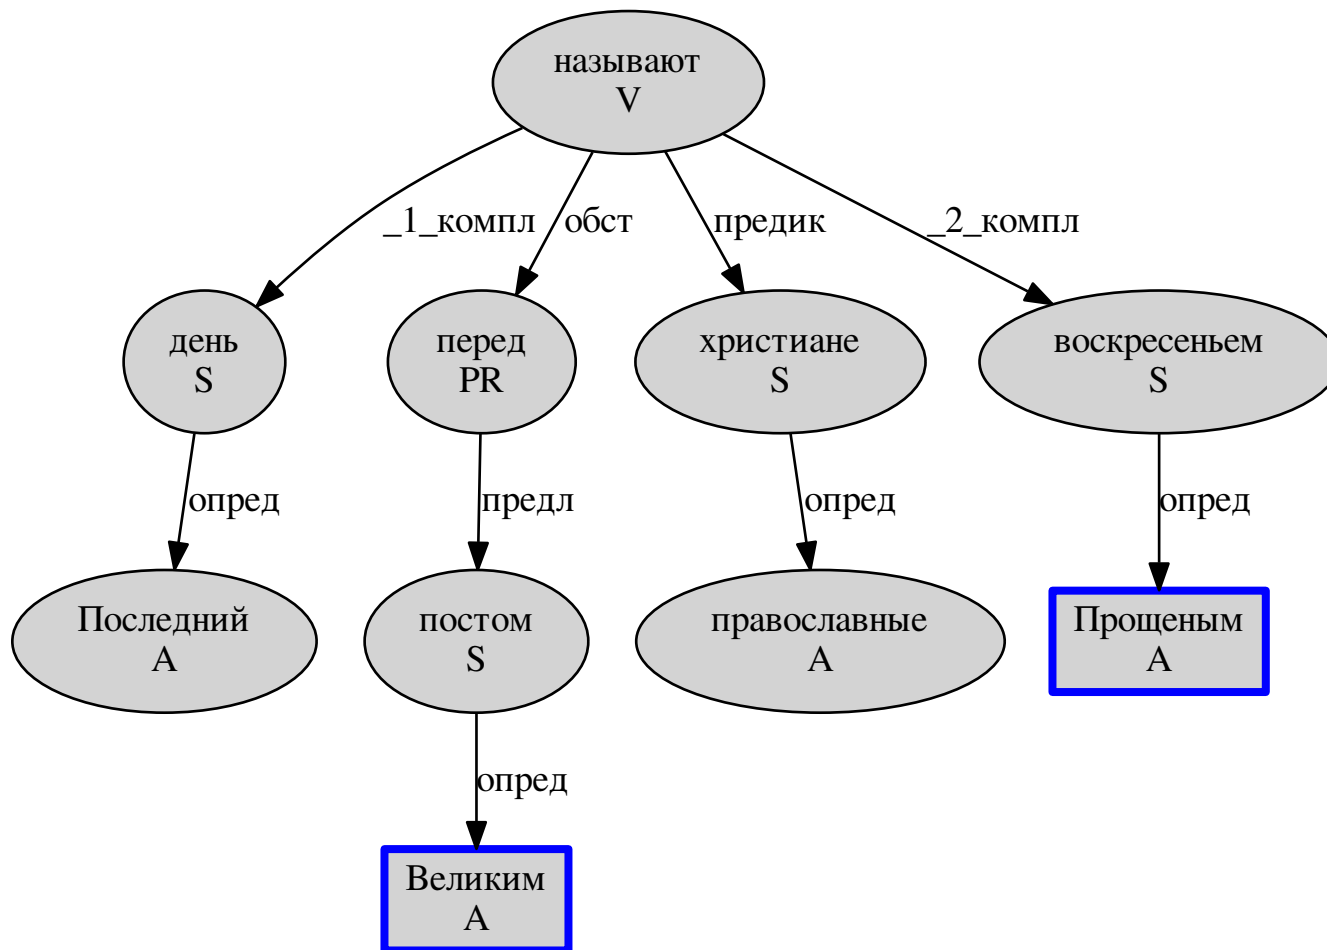 называют
V
_1_компл
обст
предик
_2_компл
день
S
перед
PR
христиане
S
воскресеньем
S
опред
предл
опред
опред
Последний
A
постом
S
православные
A
Прощеным
A
опред
Великим
A